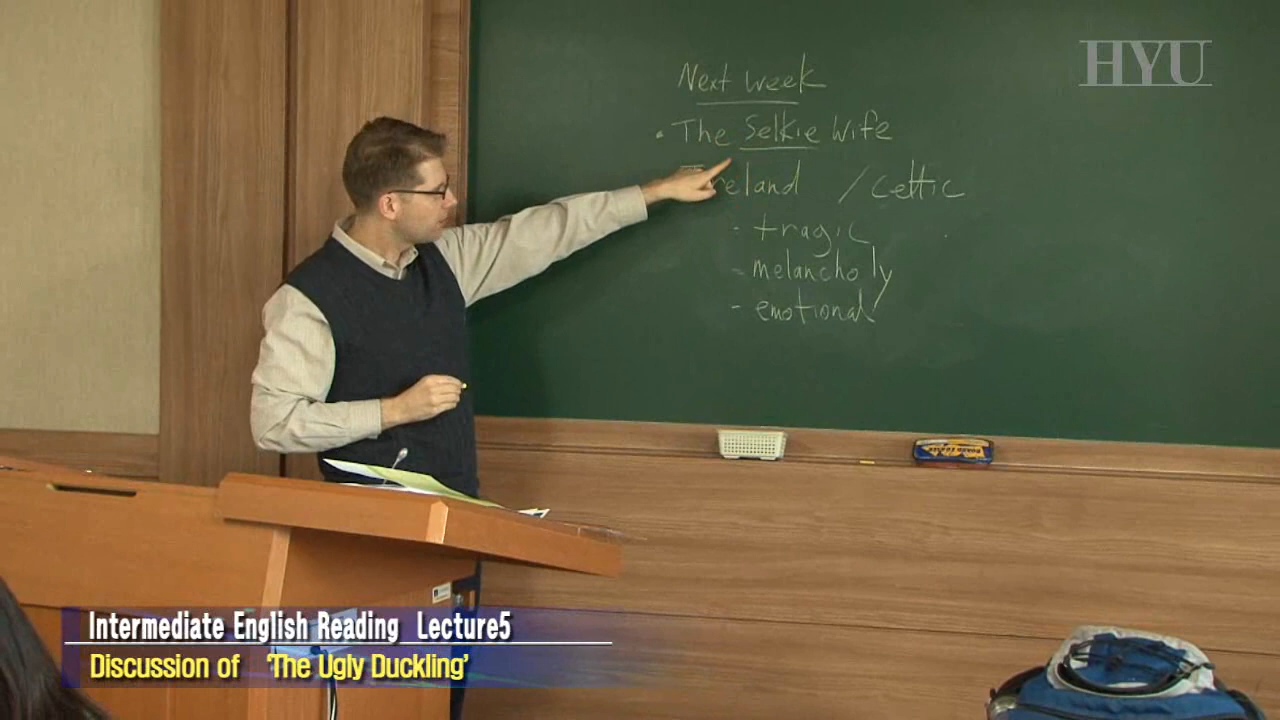 HYU
Next Week
• The Selkie Wife
reland / Celtic
- tragic
- melancholy
- emotional
Intermediate English Reading Lecture5
Discussion of 'The Ugly Duckling'